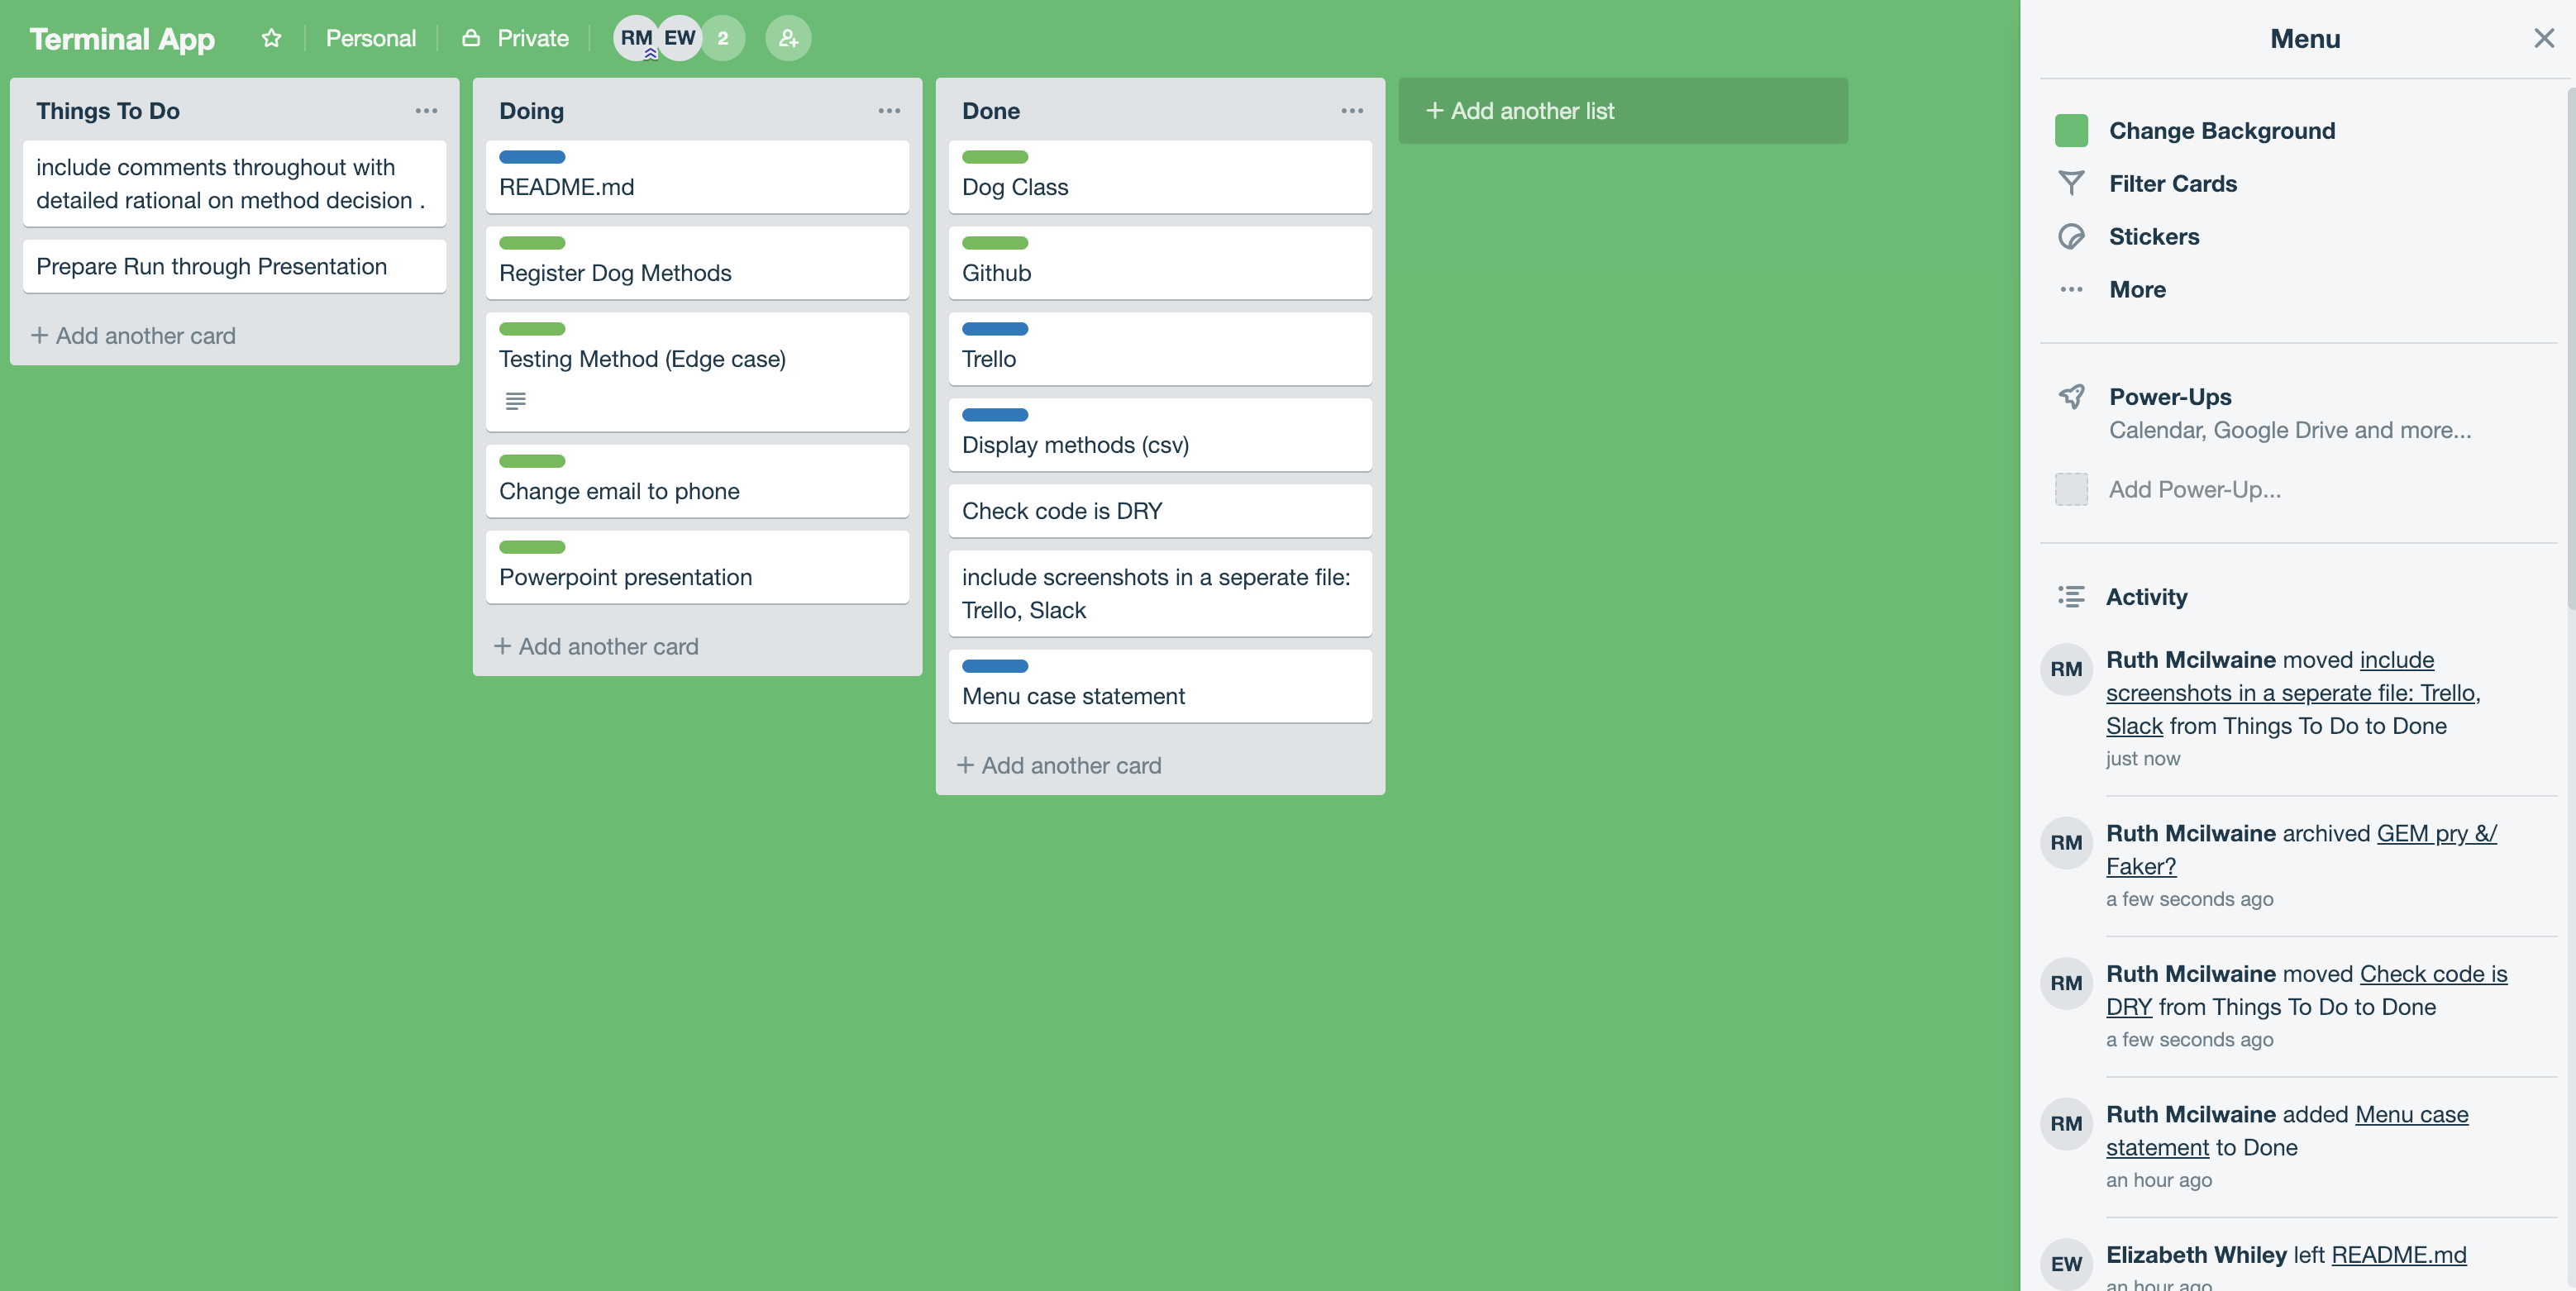 Terminal App
Personal
Private
RM
EW
2
Things To Do
include comments throughout with
detailed rational on method decision .
Prepare Run through Presentation
+ Add another card
Doing
README.md
Register Dog Methods
Testing Method (Edge case)
Change email to phone
Powerpoint presentation
+ Add another card
Done
Dog Class
Github
Trello
Display methods (csv)
Check code is DRY
include screenshots in a seperate file:
Trello, Slack
Menu case statement
+ Add another card
+ Add another list
Menu
Change Background
Filter Cards
Stickers
More
Power-Ups
Calendar, Google Drive and more...
Add Power-Up...
Activity
RM
Ruth Mcilwaine moved include
screenshots in a seperate file: Trello,
Slack from Things To Do to Done
just now
RM
Ruth Mcilwaine archived GEM pry &/
Faker?
a few seconds ago
RM
Ruth Mcilwaine moved Check code is
DRY from Things To Do to Done
a few seconds ago
RM
Ruth Mcilwaine added Menu case
statement to Done
an hour ago
EW
Elizabeth Whiley left README.md
an hour ago